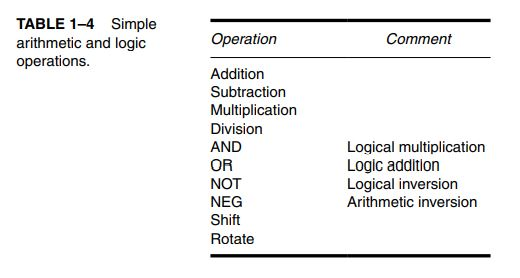 TABLE 1–4 Simple
arithmetic and logic
operations.
Operation Comment
Addition
Subtraction
Multiplication
Division
AND Logical multiplication
OR Logic addition
NOT Logical inversion
NEG Arithmetic inversion
Shift
Rotate